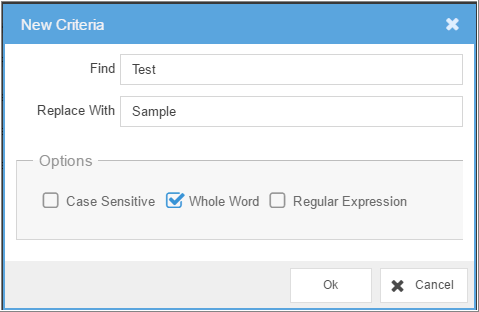 New Criteria
Find Test
Replace With Sample
Options
Case Sensitive Whole Word Regular Expression
Ok Cancel